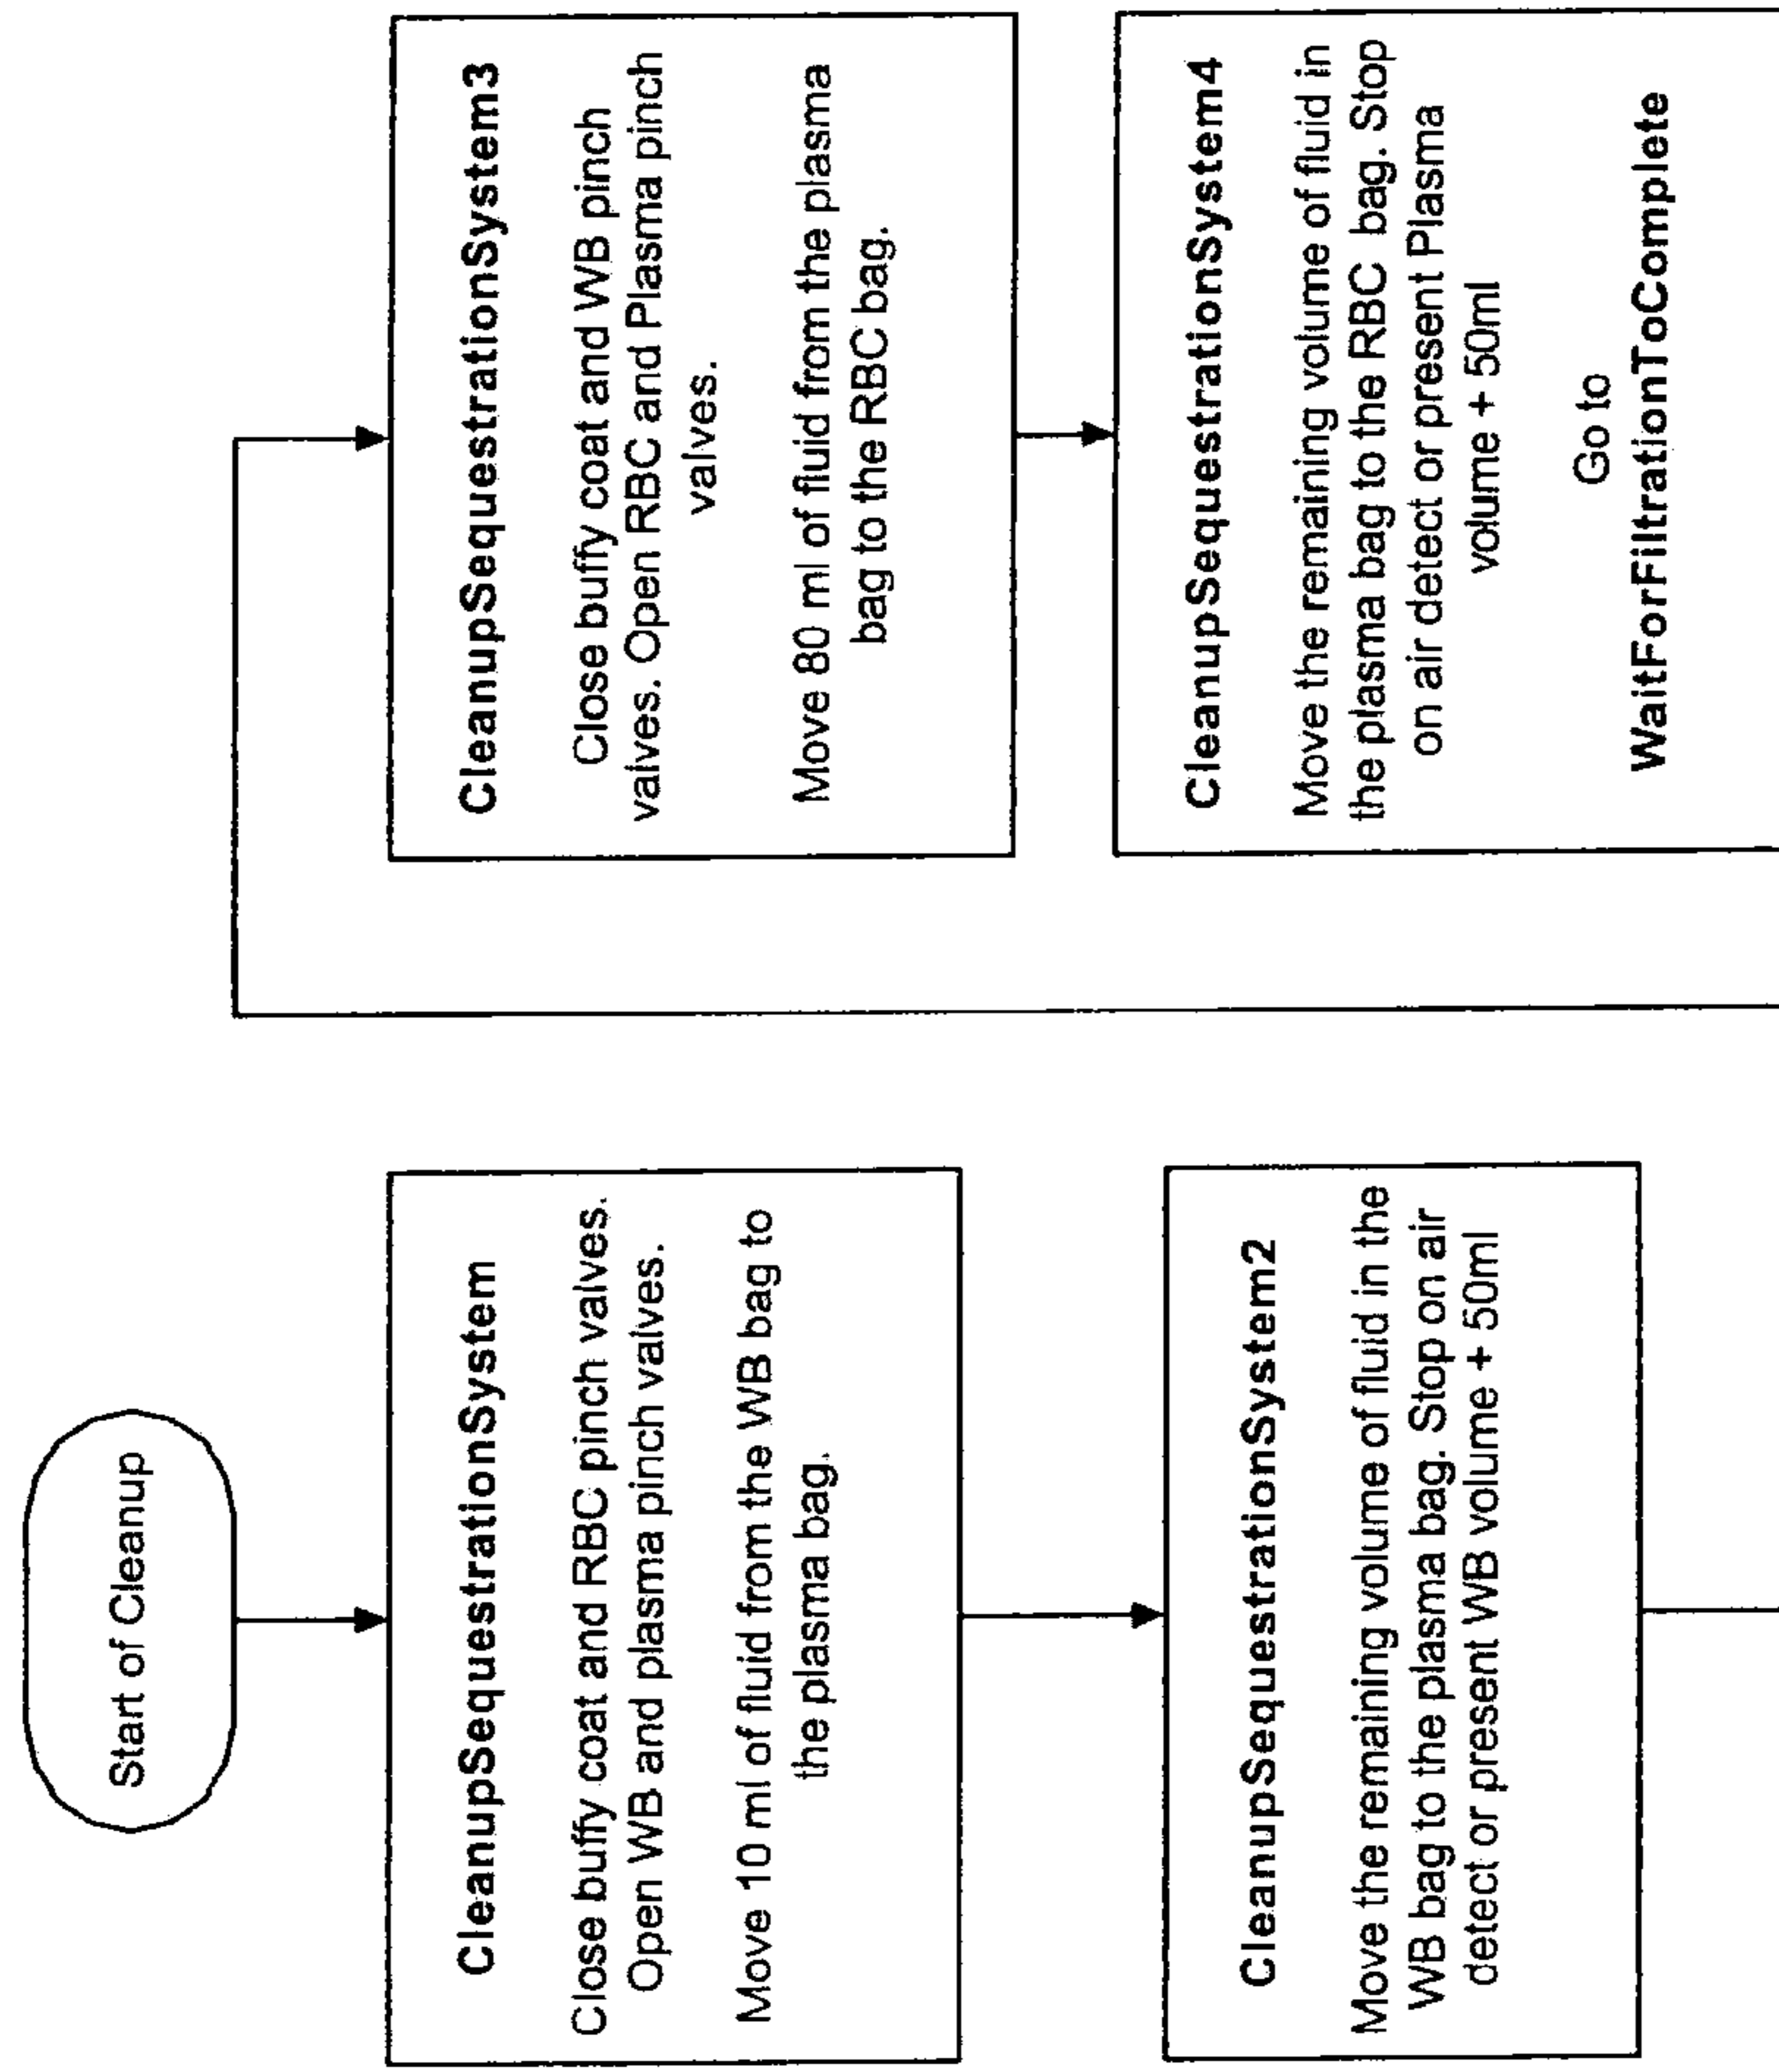 Start of Cleanup
CleanupSequestrationSystem
Close buffy coat and RBC pinch valves.
Open WB and plasma pinch valves.
Move 10 ml of fluid from the WB bag to
the plasma bag.
CleanupSequestrationSystem2
Move the remaining volume of fluid in the
WB bag to the plasma bag. Stop on air
detect or present WB volume + 50ml
CleanupSequestrationSystem3
Close buffy coat and WB pinch
valves. Open RBC and Plasma pinch
valves.
Move 80 ml of fluid from the plasma
bag to the RBC bag.
CleanupSequestrationSystem4
Move the remaining volume of fluid in
the plasma bag to the RBC bag. Stop
on air detect or present Plasma
volume + 50ml
Go to
WaitForFiltrationToComplete